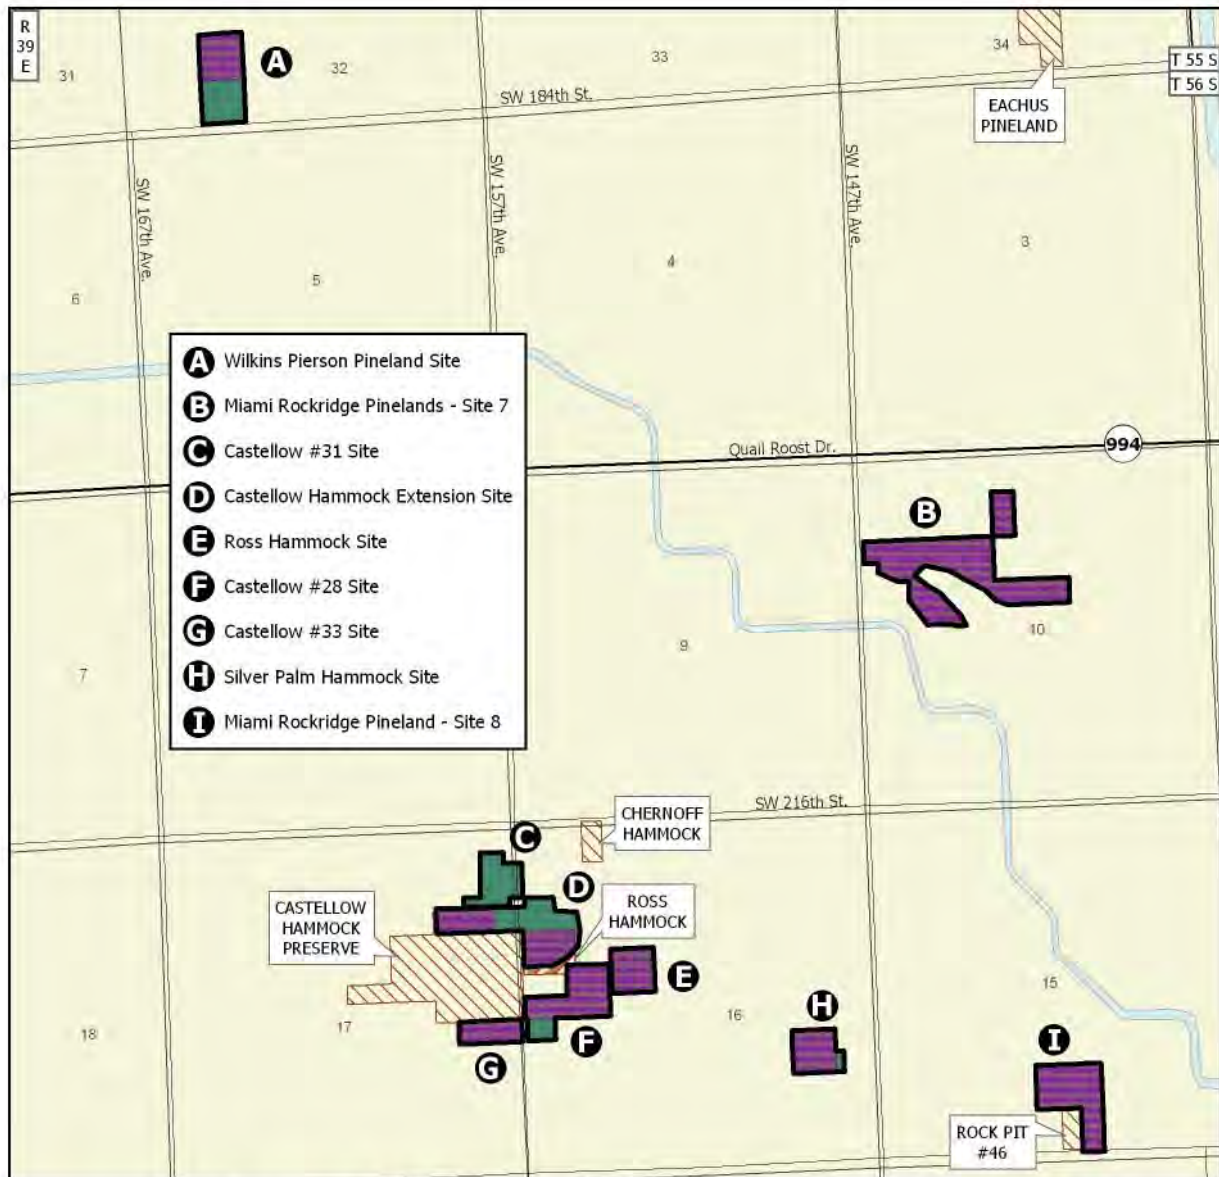 R
39
E
31
A
32
33
34
T 55 S
T 56 S
SW 184th St.
EACHUS
PINELAND
SW 167th Ave.
SW 157th Ave.
SW 147th Ave.
6
5
4
3
A Wilkins Pierson Pineland Site
B Miami Rockridge Pinelands - Site 7
C Castellow #31 Site
D Castellow Hammock Extension Site
E Ross Hammock Site
F Castellow #28 Site
G Castellow #33 Site
H Silver Palm Hammock Site
I Miami Rockridge Pineland - Site 8
Quail Roost Dr.
994
B
7
9
10
SW 216th St.
C
CHERNOFF
HAMMOCK
D
CASTELLOW
HAMMOCK
PRESERVE
ROSS
HAMMOCK
E
18
17
16
15
F
G
H
I
ROCK PIT
#46